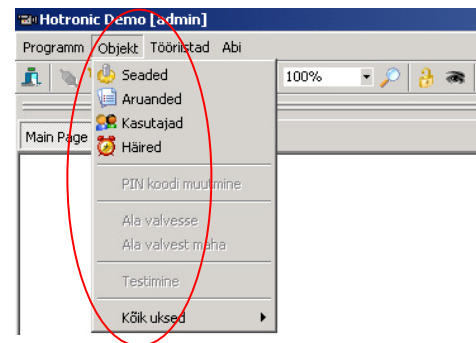 Hotronic Demo [admin]
Programm Objekt Tööriistad Abi
100%
Main Page
Seaded
Aruanded
Kasutajad
Häired
PIN koodi muutmine
Ala valvesse
Ala valvest maha
Testimine
Kõik uksed